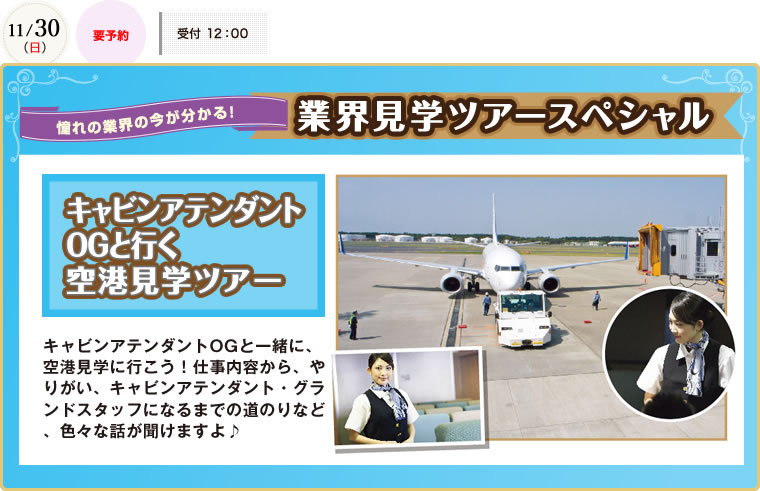 11/30
（日）
要予約
受付 12：00
憧れの業界の今が分かる！
業界見学ツアースペシャル
キャビンアテンダント
OGと行く
空港見学ツアー
キャビンアテンダントOGと一緒に、
空港見学に行こう！仕事内容から、や
りがい、キャビンアテンダント・グラ
ンドスタッフになるまでの道のりなど
、色々な話が聞けますよ♪